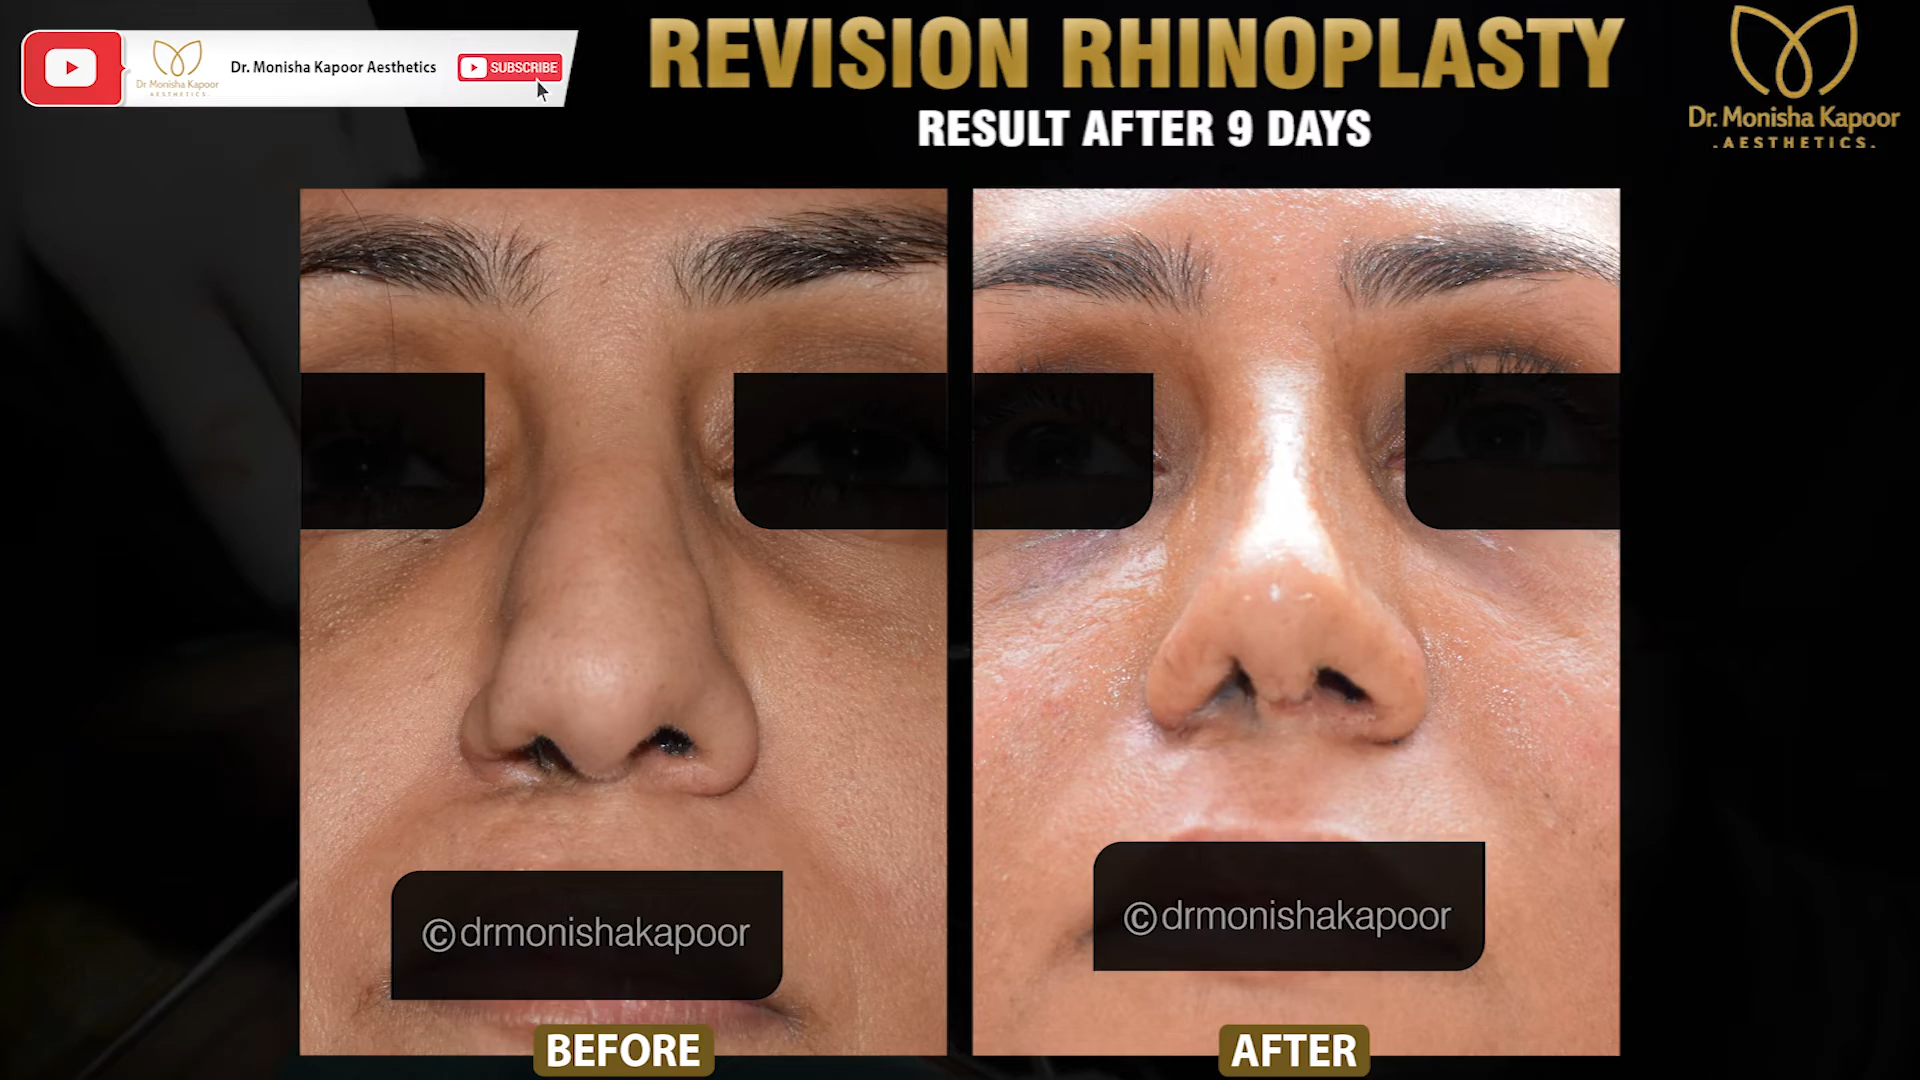 Dr. Monisha Kapoor
AESTHETICS
Dr. Monisha Kapoor Aesthetics
SUBSCRIBE
REVISION RHINOPLASTY
RESULT AFTER 9 DAYS
Dr. Monisha Kapoor
.AESTHETICS.
©drmonishakapoor
©drmonishakapoor
BEFORE
AFTER